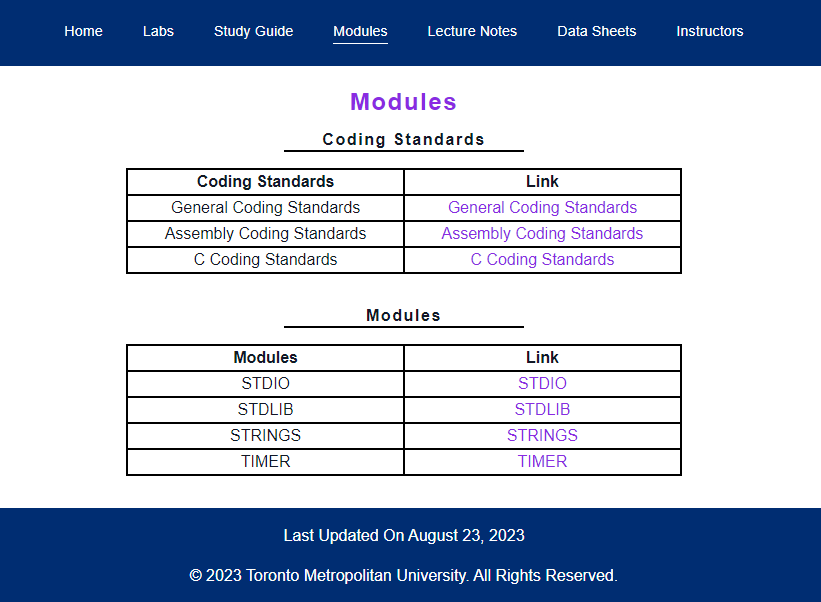 Home Labs Study Guide Modules Lecture Notes Data Sheets Instructors
Modules
Coding Standards
Coding Standards Link
General Coding Standards General Coding Standards
Assembly Coding Standards Assembly Coding Standards
C Coding Standards C Coding Standards
Modules
Modules Link
STDIO STDIO
STDLIB STDLIB
STRINGS STRINGS
TIMER TIMER
Last Updated On August 23, 2023
© 2023 Toronto Metropolitan University. All Rights Reserved.